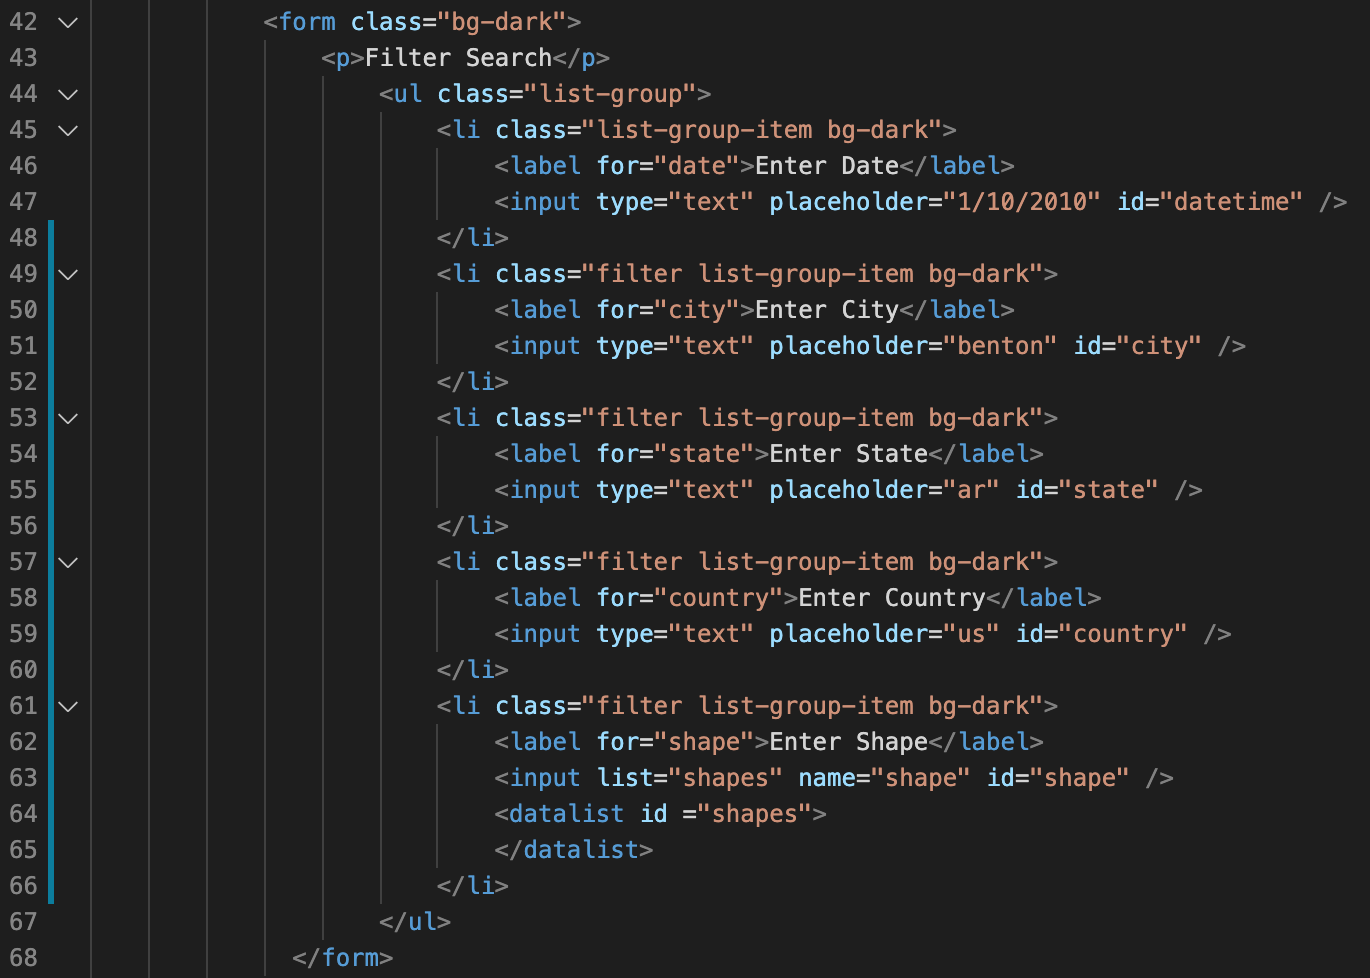 42 <form class="bg-dark">
43 <p>Filter Search</p>
44 <ul class="list-group">
45 <li class="list-group-item bg-dark">
46 <label for="date">Enter Date</label>
47 <input type="text" placeholder="1/10/2010" id="datetime" />
48 </li>
49 <li class="filter list-group-item bg-dark">
50 <label for="city">Enter City</label>
51 <input type="text" placeholder="benton" id="city" />
52 </li>
53 <li class="filter list-group-item bg-dark">
54 <label for="state">Enter State</label>
55 <input type="text" placeholder="ar" id="state" />
56 </li>
57 <li class="filter list-group-item bg-dark">
58 <label for="country">Enter Country</label>
59 <input type="text" placeholder="us" id="country" />
60 </li>
61 <li class="filter list-group-item bg-dark">
62 <label for="shape">Enter Shape</label>
63 <input list="shapes" name="shape" id="shape" />
64 <datalist id ="shapes">
65 </datalist>
66 </li>
67 </ul>
68 </form>